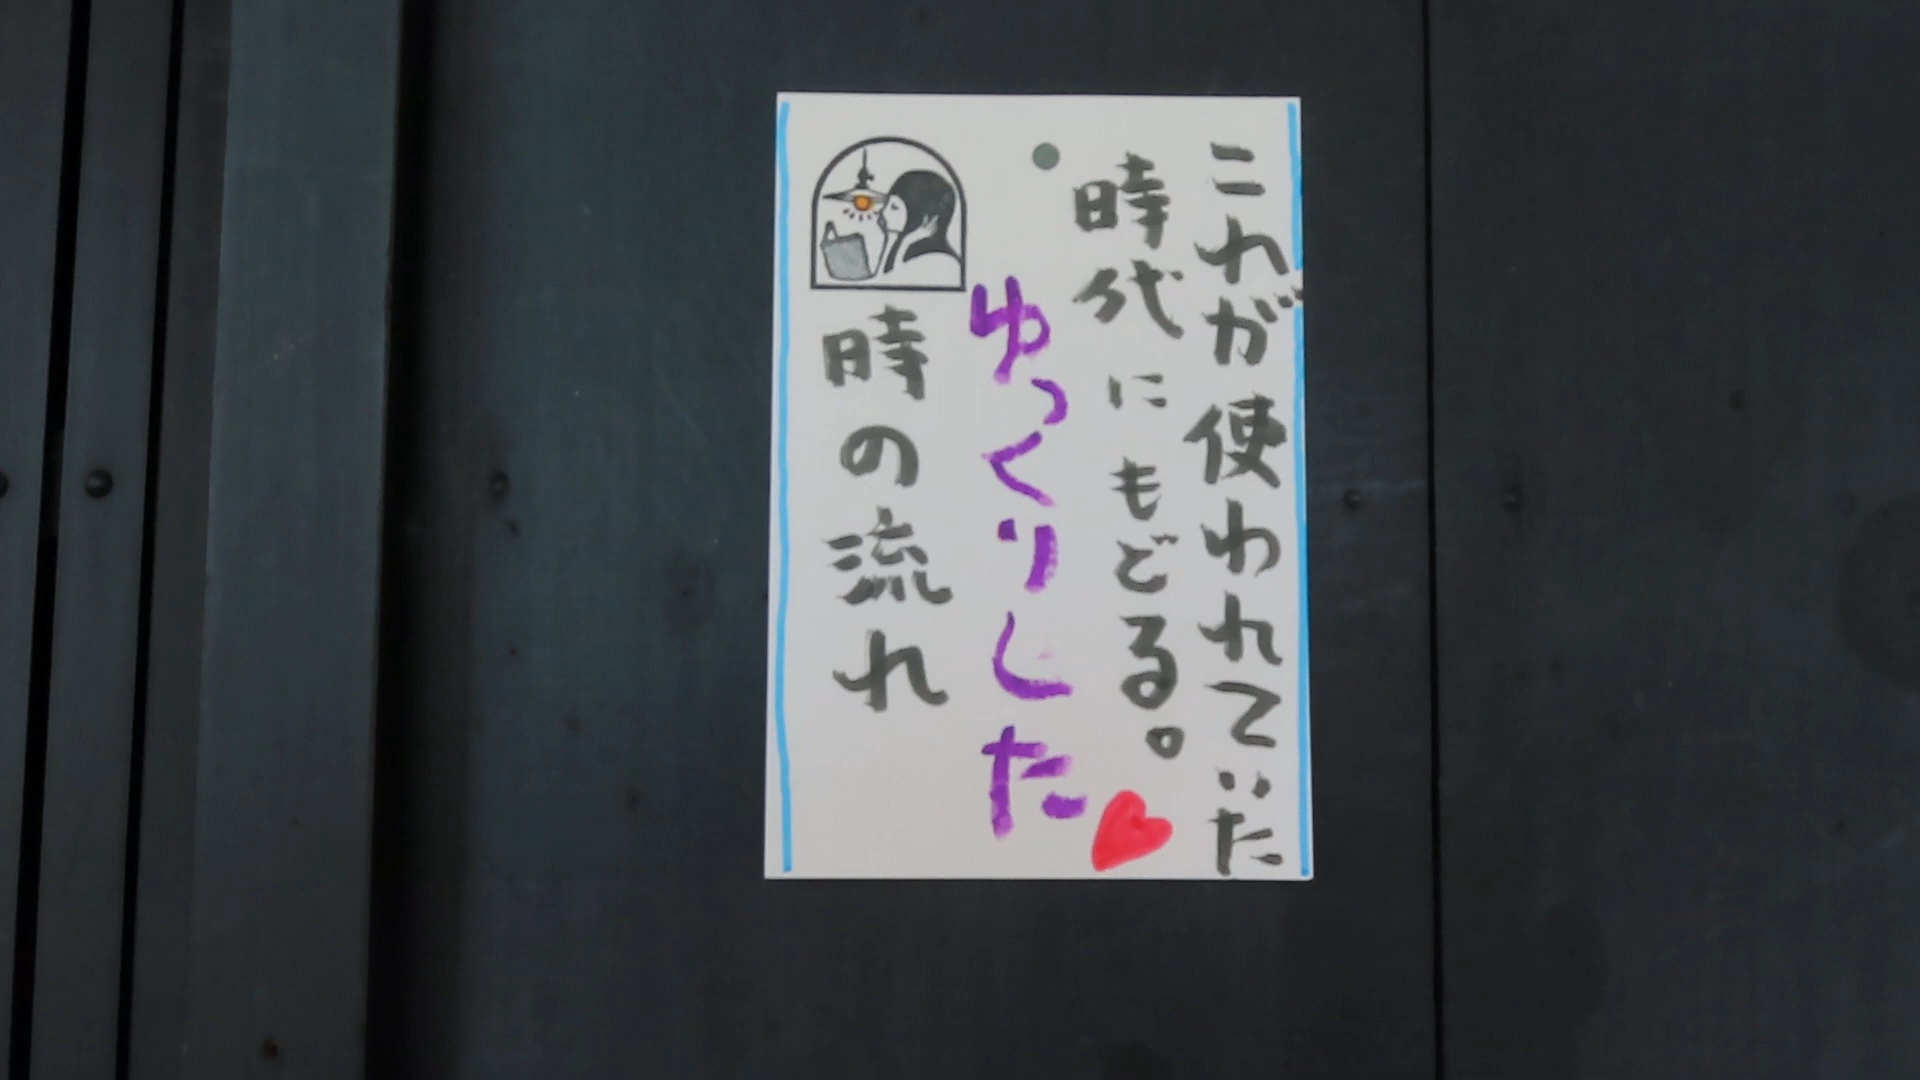 これが使われていた
時代にもどる。
ゆっくりした
時の流れ